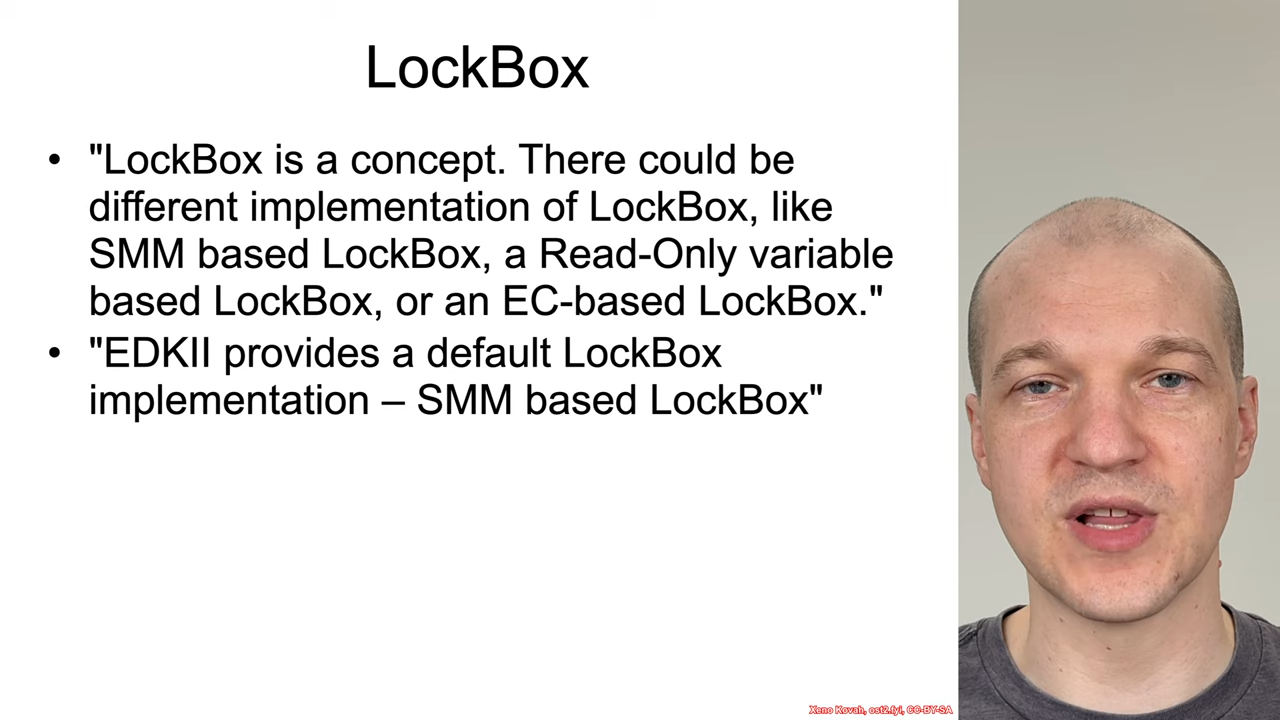 LockBox
• "LockBox is a concept. There could be
different implementation of LockBox, like
SMM based LockBox, a Read-Only variable
based LockBox, or an EC-based LockBox."
• "EDKII provides a default LockBox
implementation – SMM based LockBox"
Xeno Kovah, ost2.fyi, CC-BY-SA